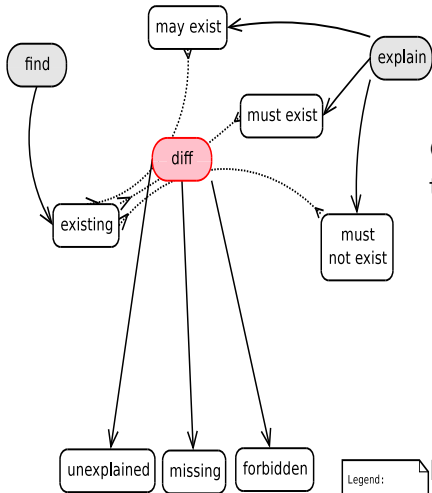 may exist
find
explain
must exist
diff
existing
must
not exist
unexplained
missing
forbidden
Legend: